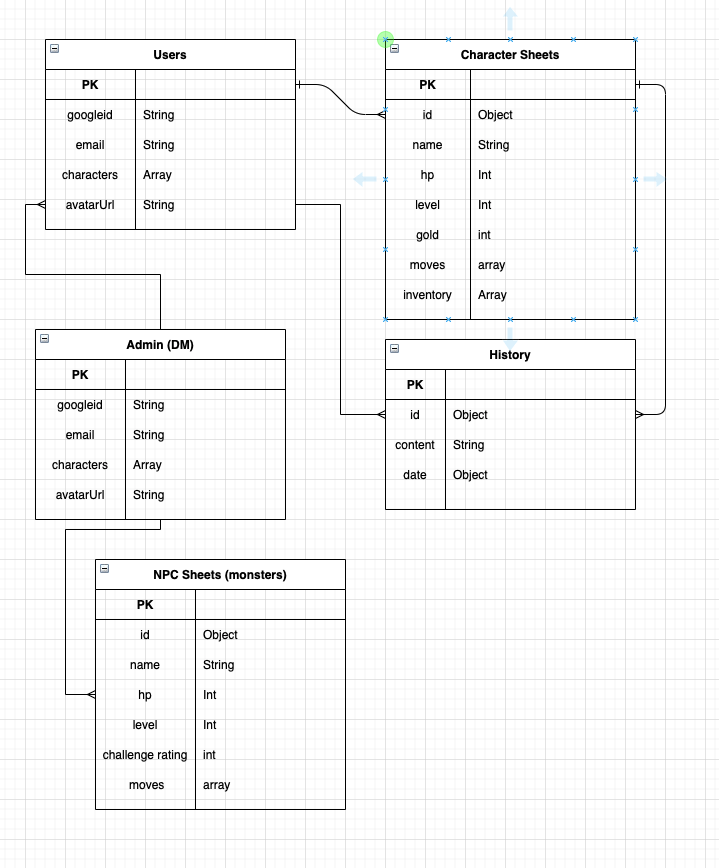 Users
PK
googleid String
email String
characters Array
avatarUrl String
Character Sheets
PK
id Object
name String
hp Int
level Int
gold int
moves array
inventory Array
Admin (DM)
PK
googleid String
email String
characters Array
avatarUrl String
History
PK
id Object
content String
date Object
NPC Sheets (monsters)
PK
id Object
name String
hp Int
level Int
challenge rating int
moves array